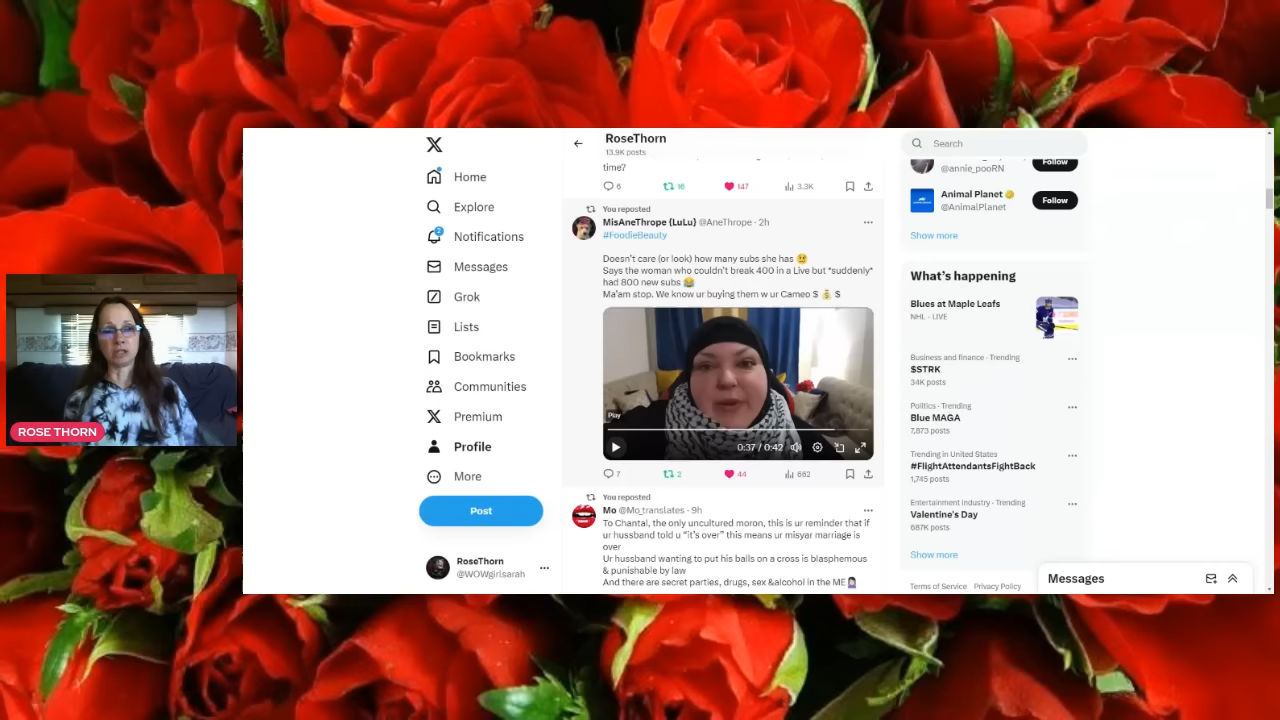 RoseThorn
13.9K posts
Search
time?
6
16
147
3.3K
You reposted
MisAneThrope {LuLu} @AneThrope · 2h
#FoodieBeauty
Doesn't care (or look) how many subs she has
Says the woman who couldn't break 400 in a Live but *suddenly*
had 800 new subs
Ma'am stop. We know ur buying them w ur Cameo $ $
Play
0:37 / 0:42
7
2
44
662
You reposted
Mo @Mo_translates · 9h
To Chantal, the only uncultured moron, this is ur reminder that if
ur hussband told u "it's over" this means ur misyar marriage is
over
Ur hussband wanting to put his balls on a cross is blasphemous
& punishable by law
And there are secret parties, drugs, sex &alcohol in the ME
Home
Explore
2
Notifications
Messages
Grok
Lists
Bookmarks
Communities
Premium
Profile
More
Post
RoseThorn
@WOWgirlsarah
@annie_pooRN
Follow
Animal Planet
@AnimalPlanet
Follow
Show more
What's happening
Blues at Maple Leafs
NHL · LIVE
Business and finance · Trending
$STRK
34K posts
Politics · Trending
Blue MAGA
7,873 posts
Trending in United States
#FlightAttendantsFightBack
1,745 posts
Entertainment Industry · Trending
Valentine's Day
687K posts
Show more
Terms of Service Privacy Policy
Messages
ROSE THORN